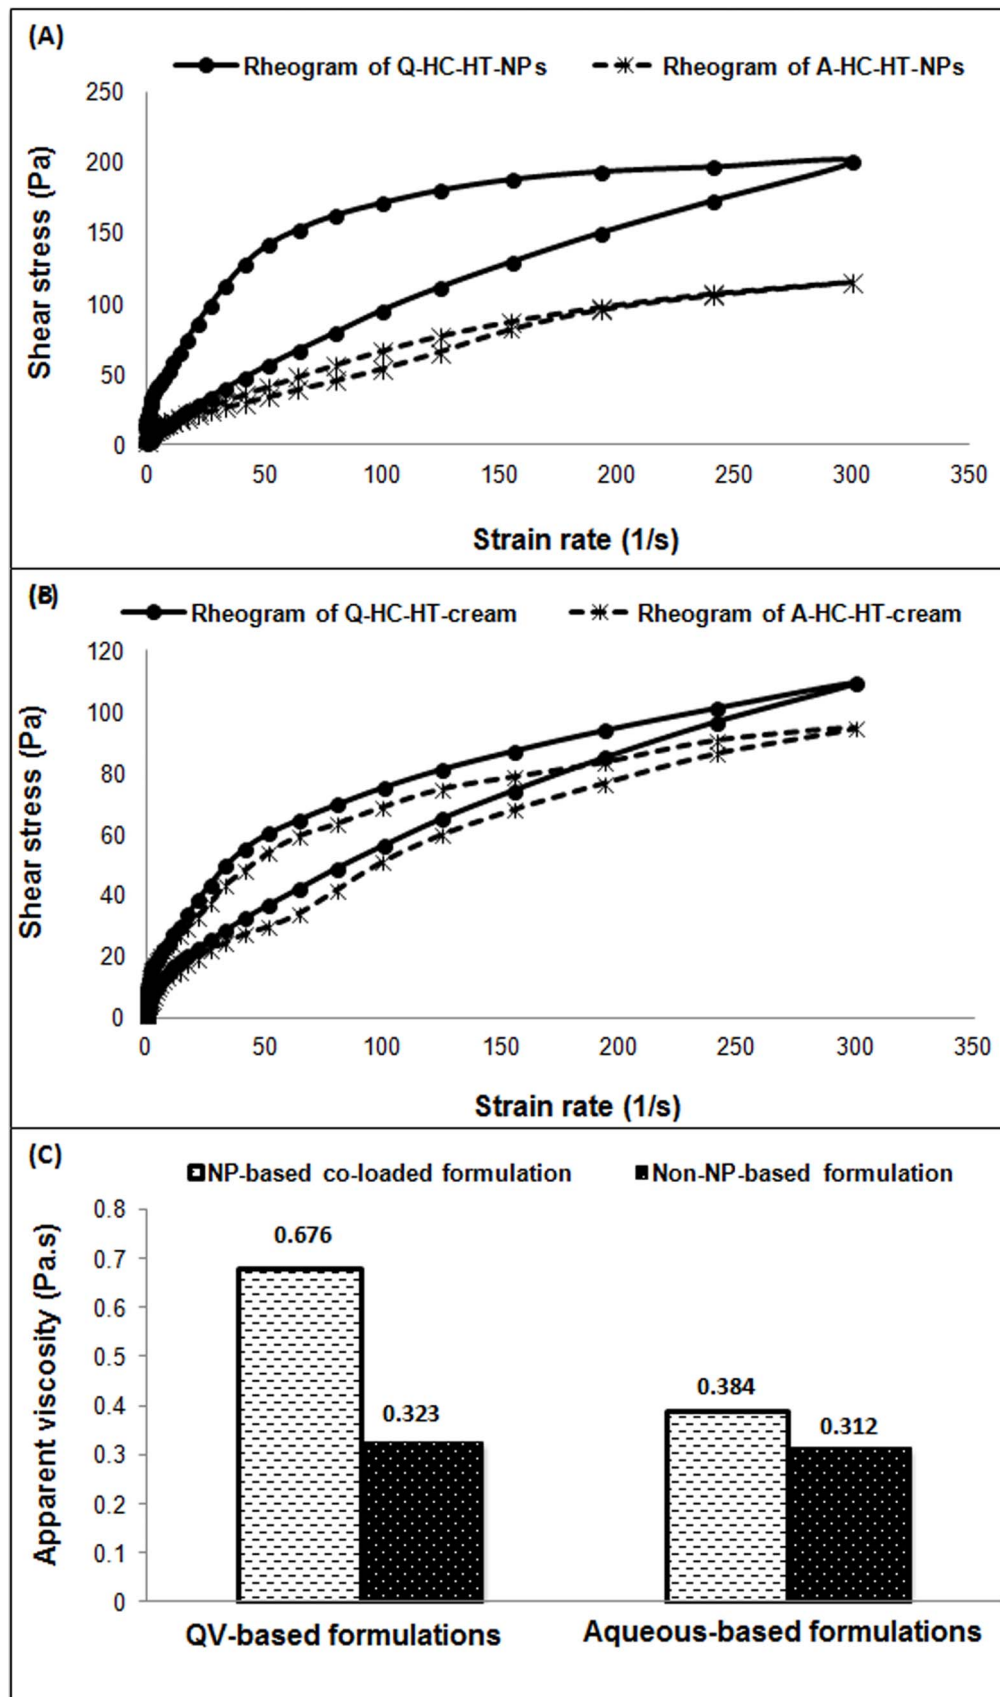 (A)
Rheogram of Q-HC-HT-NPs Rheogram of A-HC-HT-NPs
250
200
150
100
50
0
Shear stress (Pa)
0 50 100 150 200 250 300 350
Strain rate (1/s)
(B)
Rheogram of Q-HC-HT-cream Rheogram of A-HC-HT-cream
120
100
80
60
40
20
0
Shear stress (Pa)
0 50 100 150 200 250 300 350
Strain rate (1/s)
(C)
NP-based co-loaded formulation Non-NP-based formulation
0.8
0.7
0.6
0.5
0.4
0.3
0.2
0.1
0
Apparent viscosity (Pa.s)
0.676
0.323
0.384
0.312
QV-based formulations Aqueous-based formulations